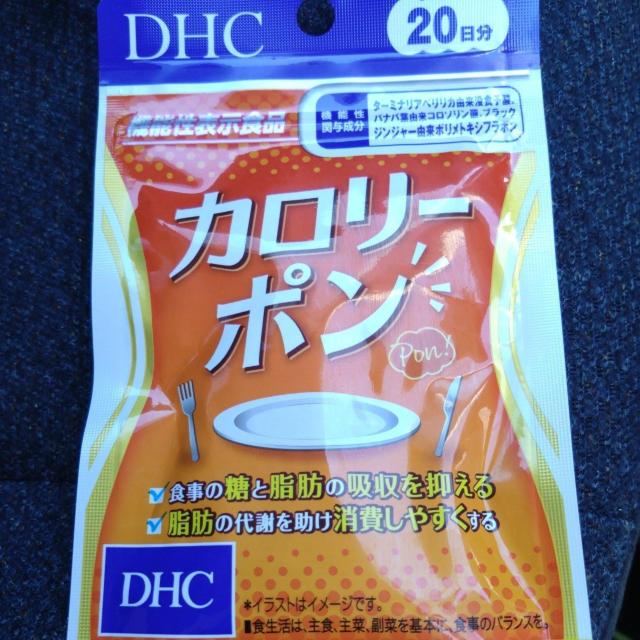 DHC
20日分
機能性表示食品
機能性
関与成分
ターミナリアベリリカ由来没食子酸、
バナバ葉由来コロソリン酸、ブラック
ジンジャー由来ポリメトキシフラボン
カロリー
ポン
Pon!
食事の糖と脂肪の吸収を抑える
脂肪の代謝を助け消費しやすくする
DHC
*イラストはイメージです。
■食生活は、主食、主菜、副菜を基本に、食事のバランスを。